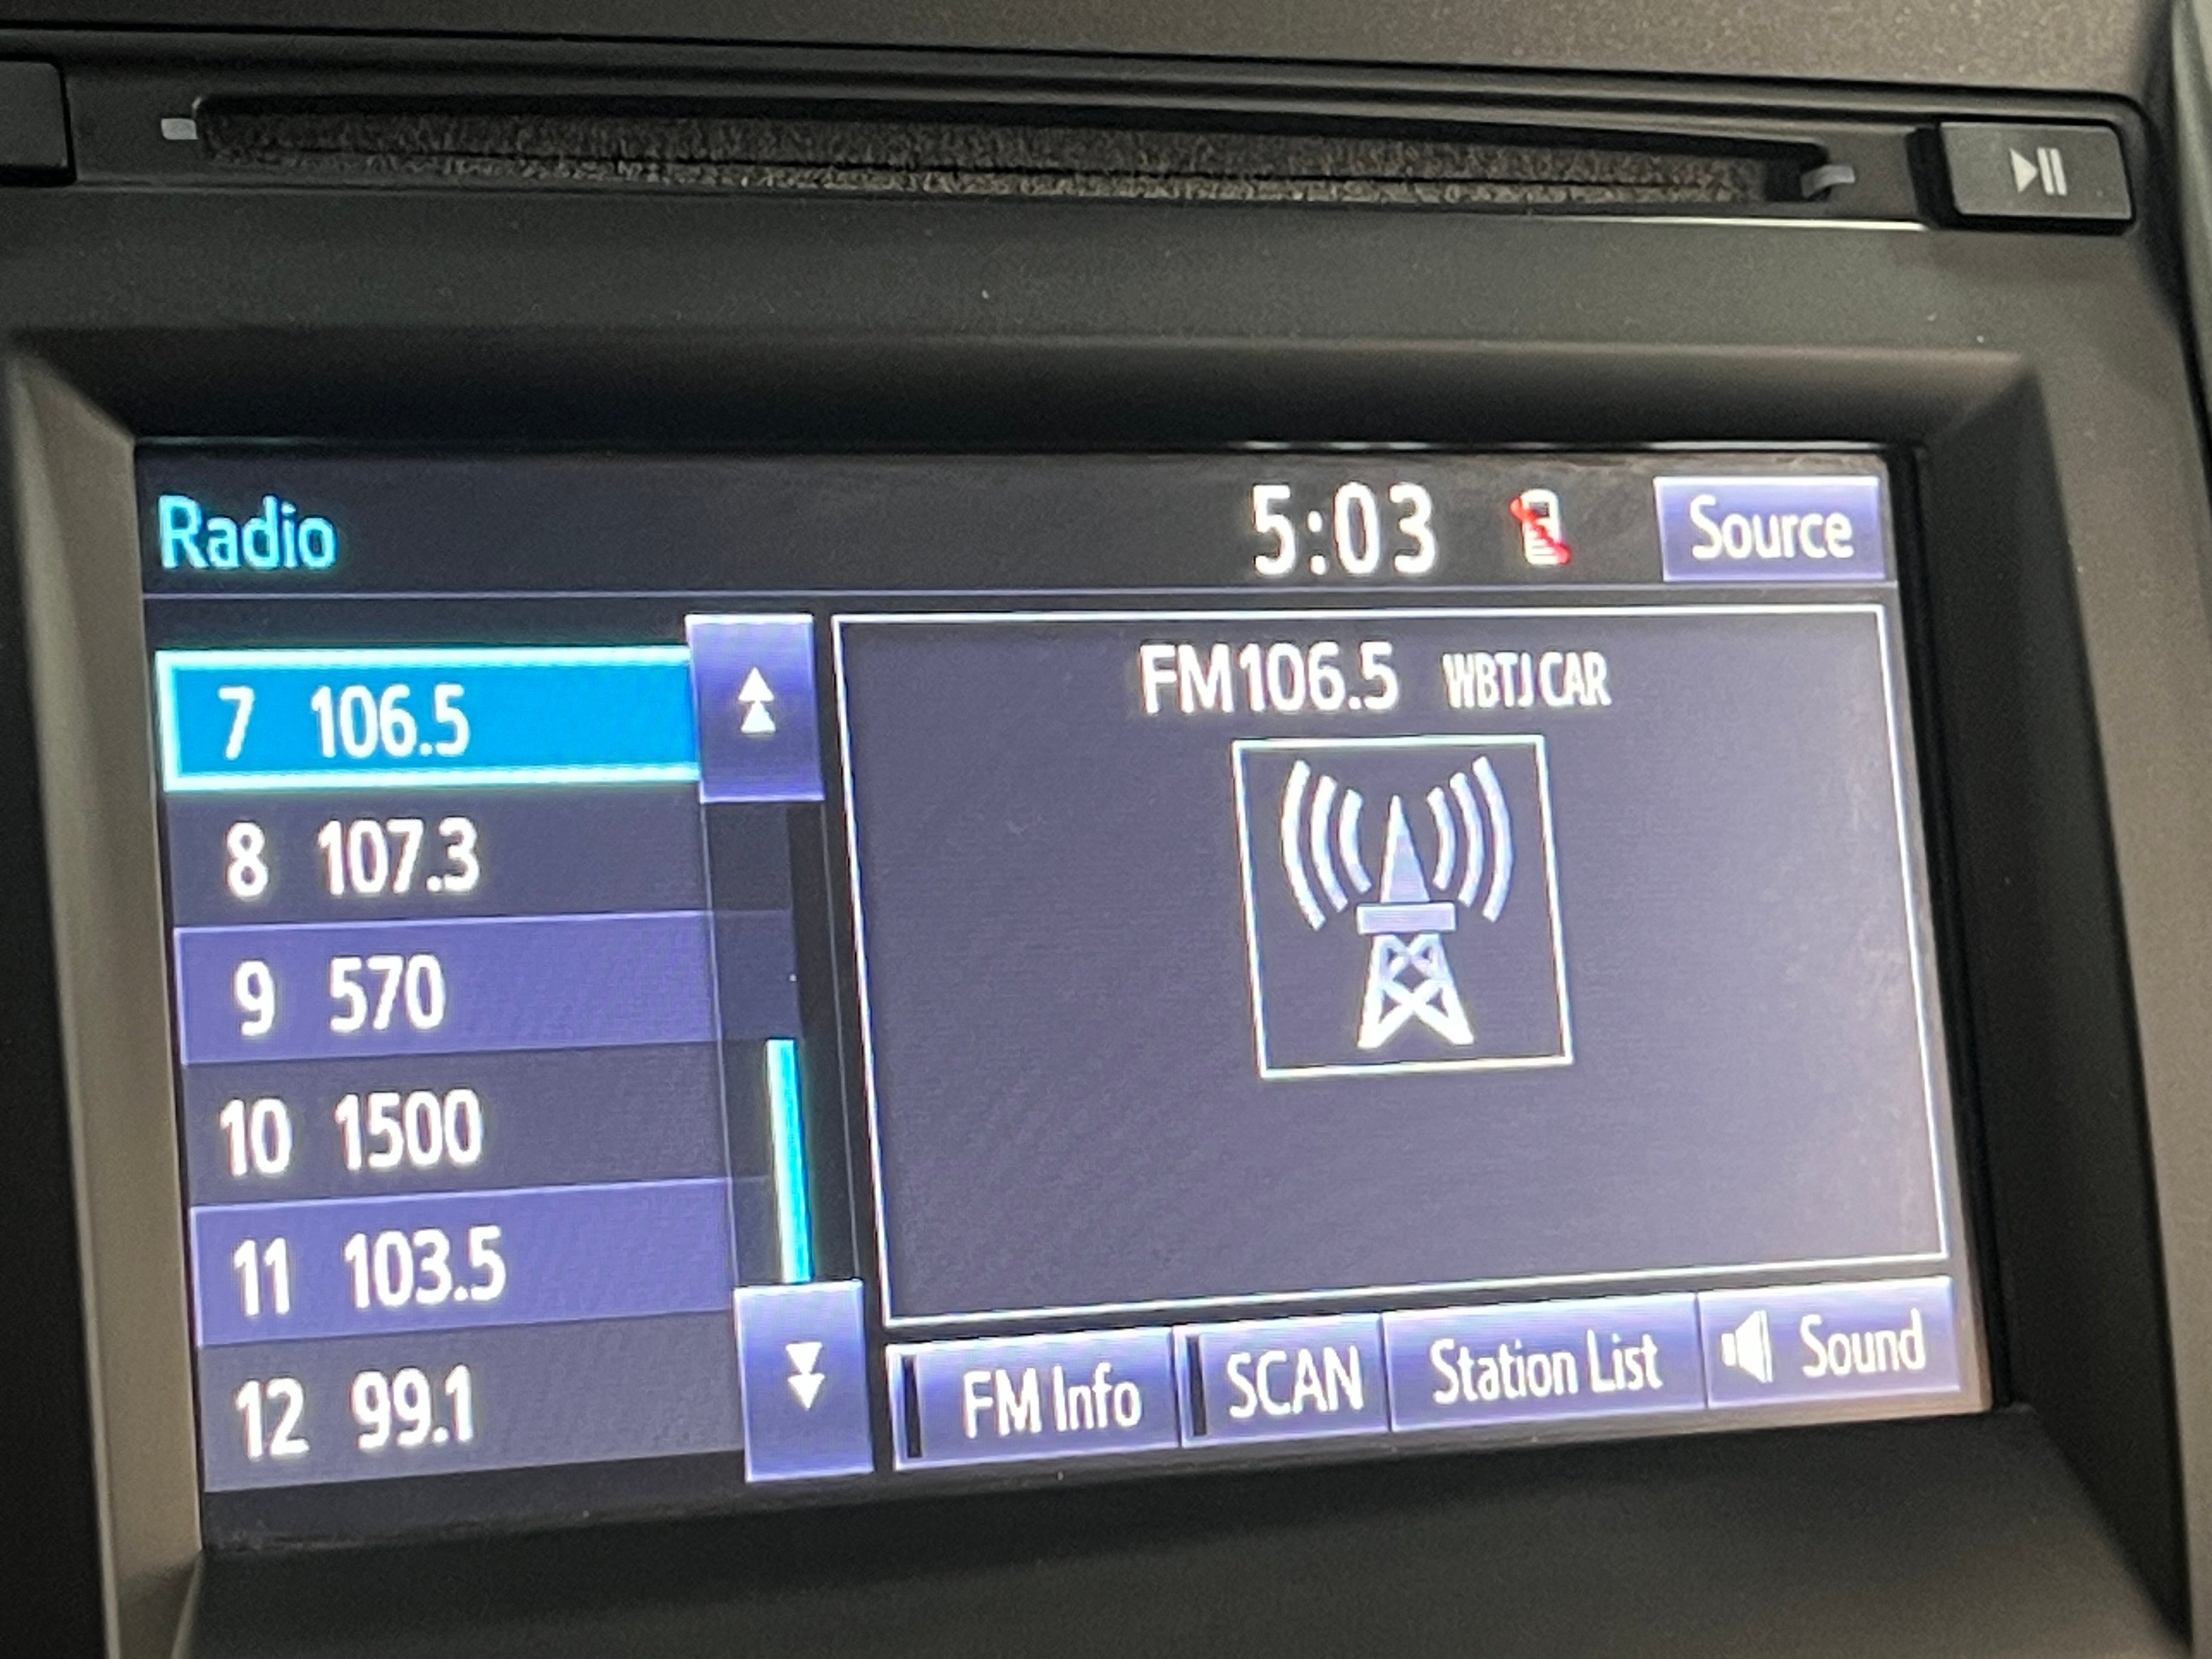 Radio 5:03 Source
7 106.5
8 107.3
9 570
10 1500
11 103.5
12 99.1
FM106.5 WBTJ CAR
FM Info SCAN Station List Sound